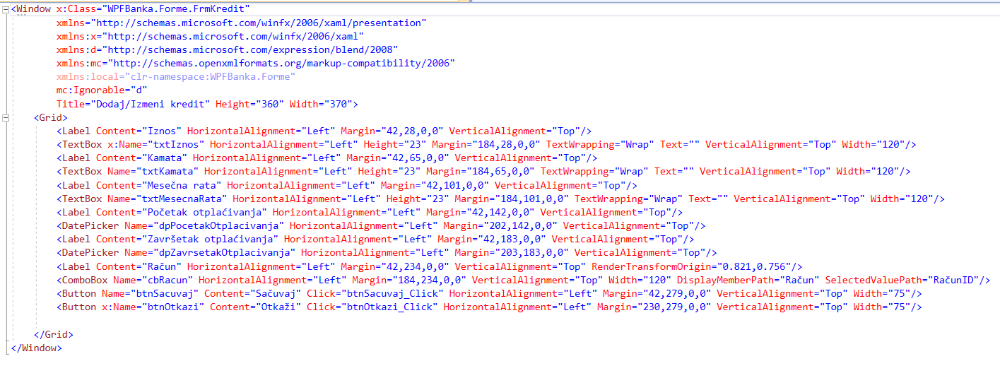 <Window x:Class="WPFBanka.Forme.FrmKredit"
        xmlns="http://schemas.microsoft.com/winfx/2006/xaml/presentation"
        xmlns:x="http://schemas.microsoft.com/winfx/2006/xaml"
        xmlns:d="http://schemas.microsoft.com/expression/blend/2008"
        xmlns:mc="http://schemas.openxmlformats.org/markup-compatibility/2006"
        xmlns:local="clr-namespace:WPFBanka.Forme"
        mc:Ignorable="d"
        Title="Dodaj/Izmeni kredit" Height="360" Width="370">
    <Grid>
        <Label Content="Iznos" HorizontalAlignment="Left" Margin="42,28,0,0" VerticalAlignment="Top"/>
        <TextBox x:Name="txtIznos" HorizontalAlignment="Left" Height="23" Margin="184,28,0,0" TextWrapping="Wrap" Text="" VerticalAlignment="Top" Width="120"/>
        <Label Content="Kamata" HorizontalAlignment="Left" Margin="42,65,0,0" VerticalAlignment="Top"/>
        <TextBox Name="txtKamata" HorizontalAlignment="Left" Height="23" Margin="184,65,0,0" TextWrapping="Wrap" Text="" VerticalAlignment="Top" Width="120"/>
        <Label Content="Mesečna rata" HorizontalAlignment="Left" Margin="42,101,0,0" VerticalAlignment="Top"/>
        <TextBox Name="txtMesecnaRata" HorizontalAlignment="Left" Height="23" Margin="184,101,0,0" TextWrapping="Wrap" Text="" VerticalAlignment="Top" Width="120"/>
        <Label Content="Početak otplaćivanja" HorizontalAlignment="Left" Margin="42,142,0,0" VerticalAlignment="Top"/>
        <DatePicker Name="dpPocetakOtplacivanja" HorizontalAlignment="Left" Margin="202,142,0,0" VerticalAlignment="Top"/>
        <Label Content="Završetak otplaćivanja" HorizontalAlignment="Left" Margin="42,183,0,0" VerticalAlignment="Top"/>
        <DatePicker Name="dpZavrsetakOtplacivanja" HorizontalAlignment="Left" Margin="203,183,0,0" VerticalAlignment="Top"/>
        <Label Content="Račun" HorizontalAlignment="Left" Margin="42,234,0,0" VerticalAlignment="Top" RenderTransformOrigin="0.821,0.756"/>
        <ComboBox Name="cbRacun" HorizontalAlignment="Left" Margin="184,234,0,0" VerticalAlignment="Top" Width="120" DisplayMemberPath="Račun" SelectedValuePath="RačunID"/>
        <Button Name="btnSacuvaj" Content="Sačuvaj" Click="btnSacuvaj_Click" HorizontalAlignment="Left" Margin="42,279,0,0" VerticalAlignment="Top" Width="75"/>
        <Button x:Name="btnOtkazi" Content="Otkaži" Click="btnOtkazi_Click" HorizontalAlignment="Left" Margin="230,279,0,0" VerticalAlignment="Top" Width="75"/>
    </Grid>
</Window>